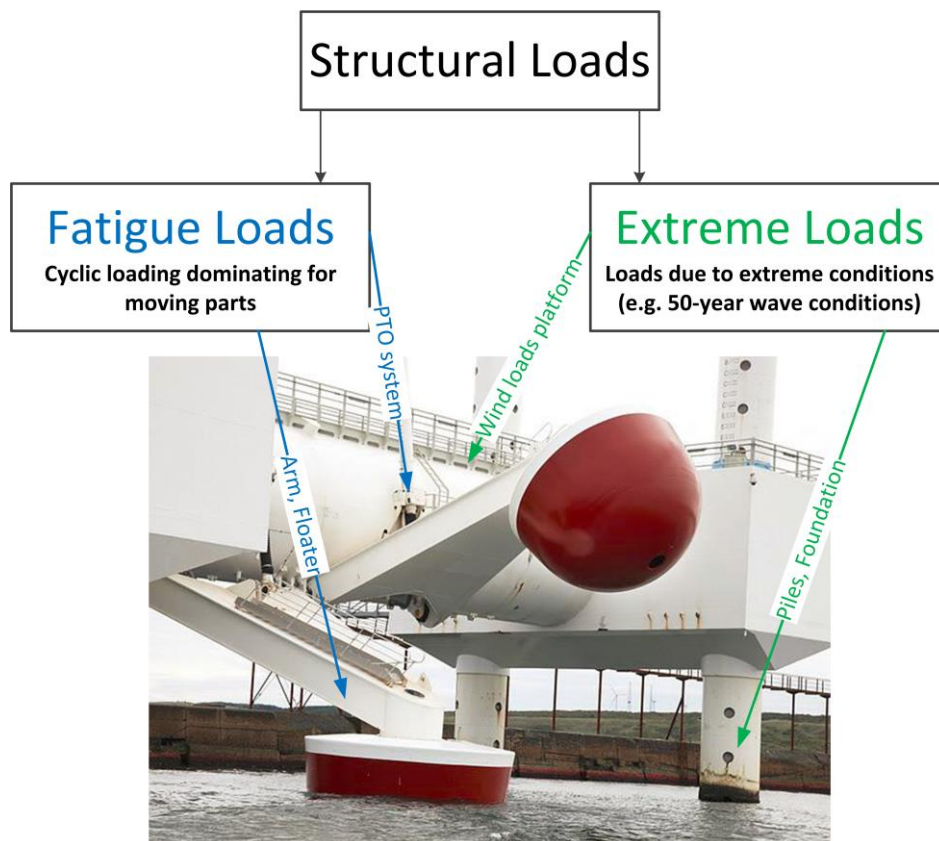 Structural Loads
Fatigue Loads
Cyclic loading dominating for
moving parts
Extreme Loads
Loads due to extreme conditions
(e.g. 50-year wave conditions)
PTO system
Wind loads platform
Arm, Floater
Piles, Foundation